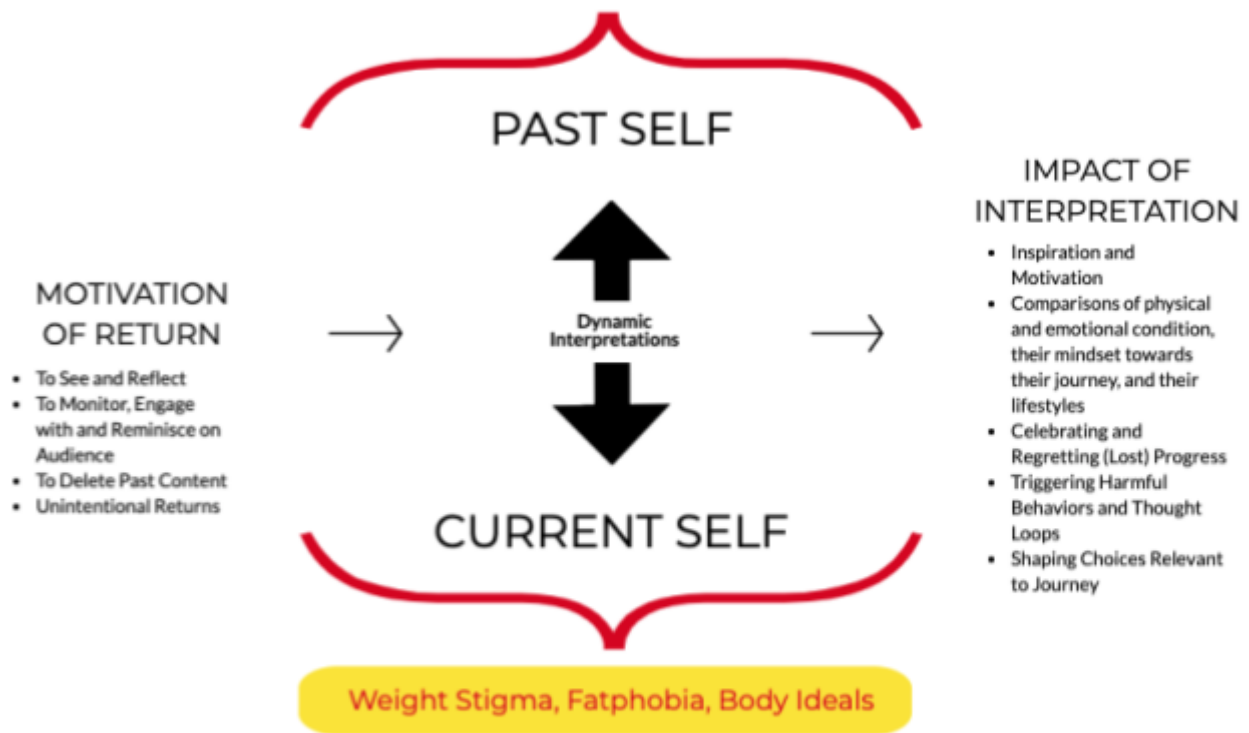 PAST SELF
MOTIVATION
OF RETURN
• To See and Reflect
• To Monitor, Engage
with and Reminisce on
Audience
• To Delete Past Content
• Unintentional Returns
Dynamic
Interpretations
CURRENT SELF
IMPACT OF
INTERPRETATION
• Inspiration and
Motivation
• Comparisons of physical
and emotional condition,
their mindset towards
their journey, and their
lifestyles
• Celebrating and
Regretting (Lost) Progress
• Triggering Harmful
Behaviors and Thought
Loops
• Shaping Choices Relevant
to Journey
Weight Stigma, Fatphobia, Body Ideals